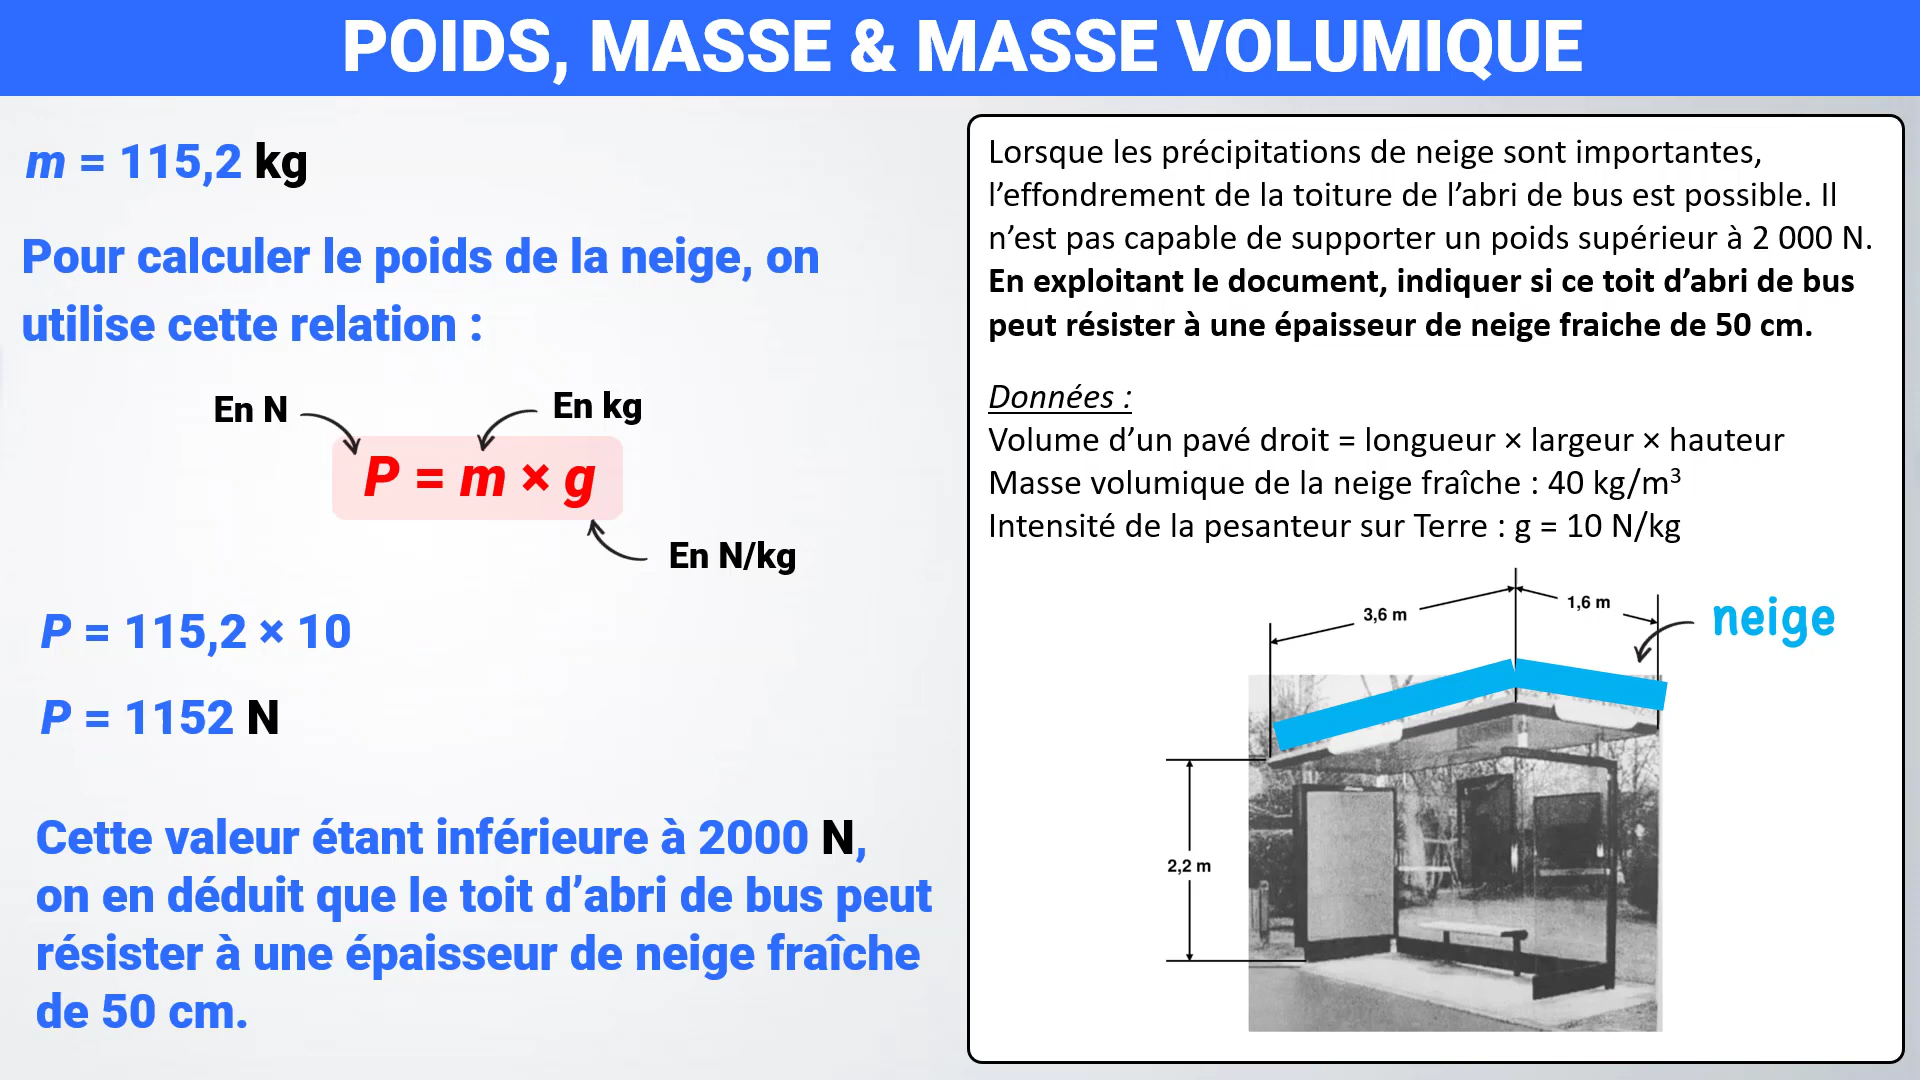 POIDS, MASSE & MASSE VOLUMIQUE
m = 115,2 kg
Pour calculer le poids de la neige, on
utilise cette relation :
En N
En kg
P = m × g
En N/kg
P = 115,2 × 10
P = 1152 N
Cette valeur étant inférieure à 2000 N,
on en déduit que le toit d’abri de bus peut
résister à une épaisseur de neige fraîche
de 50 cm.
Lorsque les précipitations de neige sont importantes,
l’effondrement de la toiture de l’abri de bus est possible. Il
n’est pas capable de supporter un poids supérieur à 2 000 N.
En exploitant le document, indiquer si ce toit d’abri de bus
peut résister à une épaisseur de neige fraiche de 50 cm.
Données :
Volume d’un pavé droit = longueur × largeur × hauteur
Masse volumique de la neige fraîche : 40 kg/m³
Intensité de la pesanteur sur Terre : g = 10 N/kg
3,6 m
1,6 m
neige
2,2 m